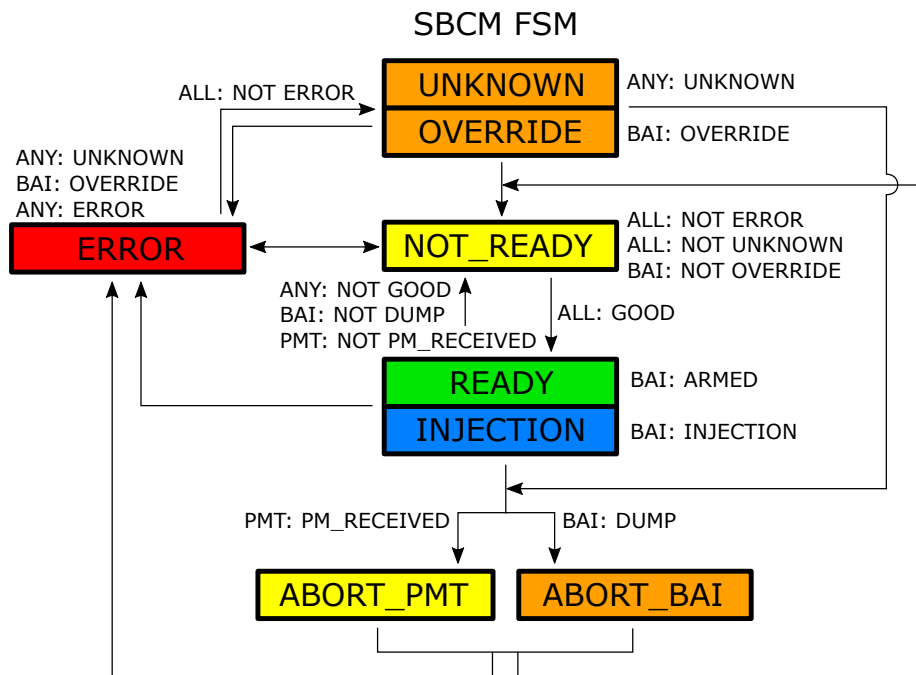 SBCM FSM
UNKNOWN
ANY: UNKNOWN
ALL: NOT ERROR
OVERRIDE
BAI: OVERRIDE
ANY: UNKNOWN
BAI: OVERRIDE
ANY: ERROR
ERROR
NOT_READY
ALL: NOT ERROR
ALL: NOT UNKNOWN
BAI: NOT OVERRIDE
ANY: NOT GOOD
BAI: NOT DUMP
PMT: NOT PM_RECEIVED
ALL: GOOD
READY
BAI: ARMED
INJECTION
BAI: INJECTION
PMT: PM_RECEIVED
BAI: DUMP
ABORT_PMT
ABORT_BAI